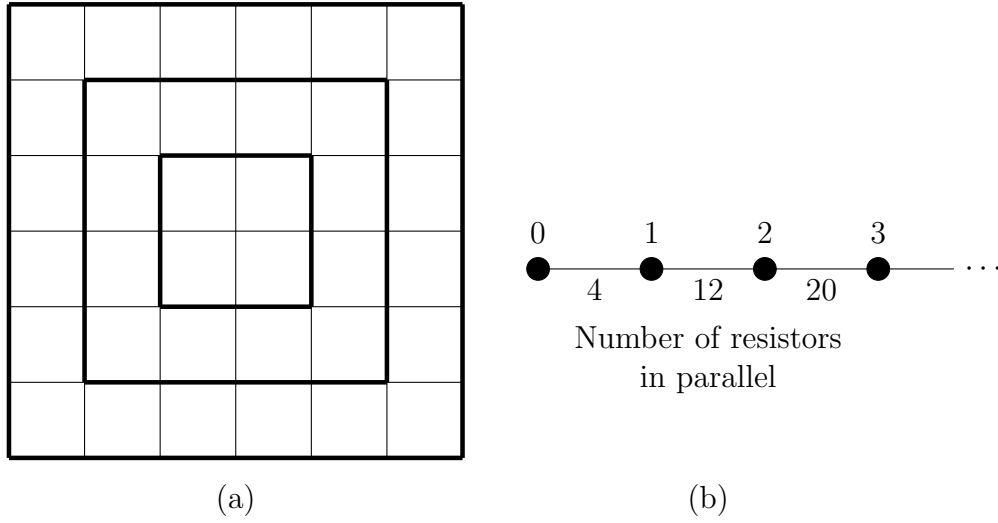 0 1 2 3
4 12 20 ···
Number of resistors
in parallel
(a) (b)